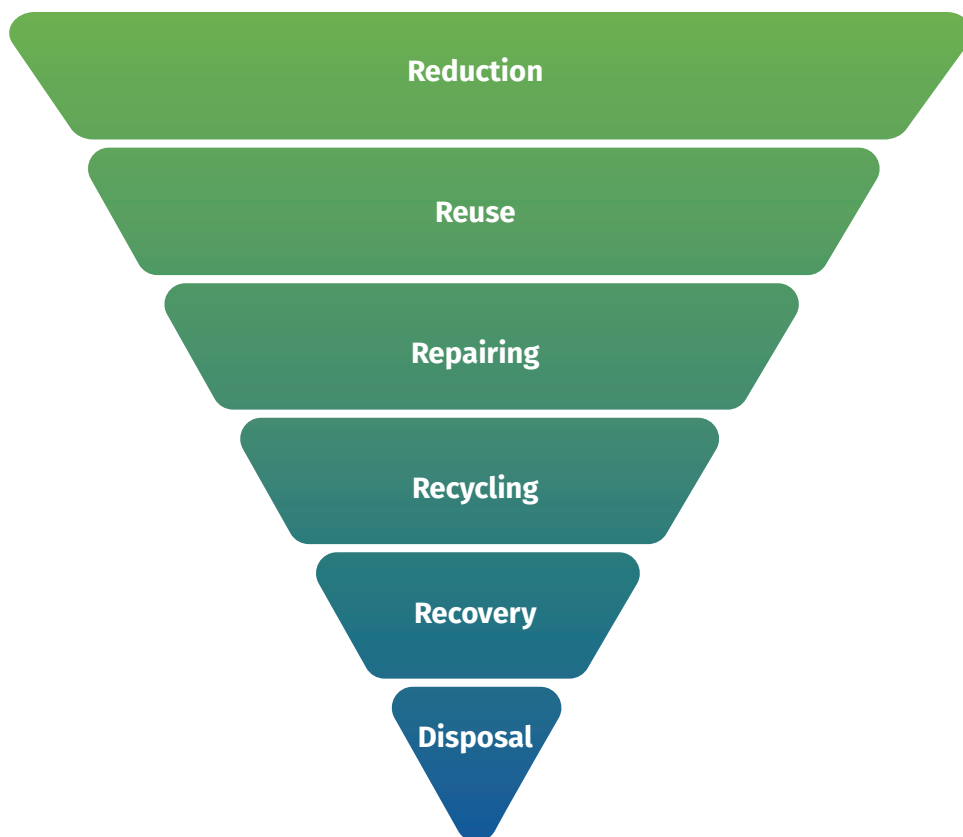 Reduction
Reuse
Repairing
Recycling
Recovery
Disposal